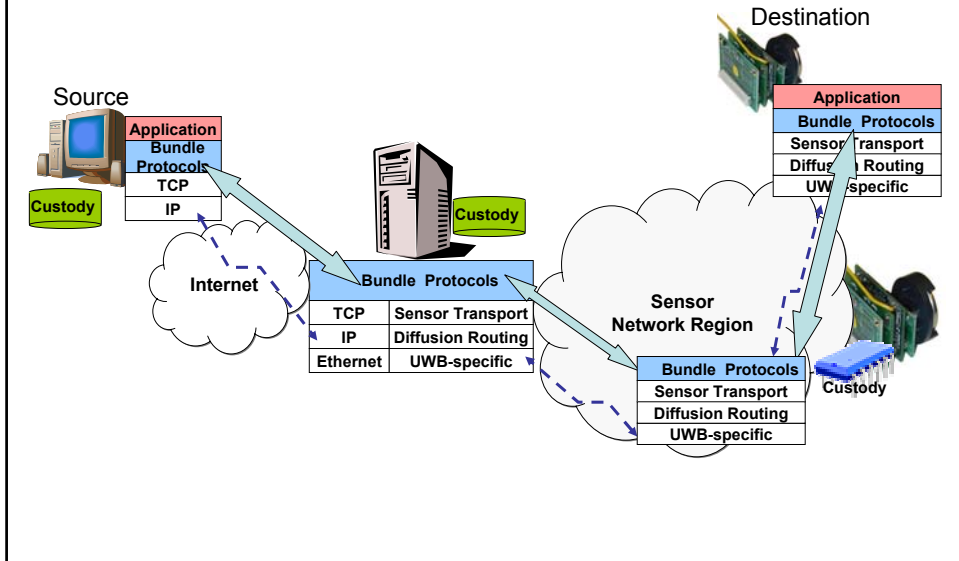 Destination
Source
Application
Bundle
Protocols
TCP
IP
Custody
Custody
Internet
Bundle Protocols
TCP Sensor Transport
IP Diffusion Routing
Ethernet UWB-specific
Sensor
Network Region
Application
Bundle Protocols
Sensor Transport
Diffusion Routing
UWB-specific
Bundle Protocols
Sensor Transport
Diffusion Routing
UWB-specific
Custody